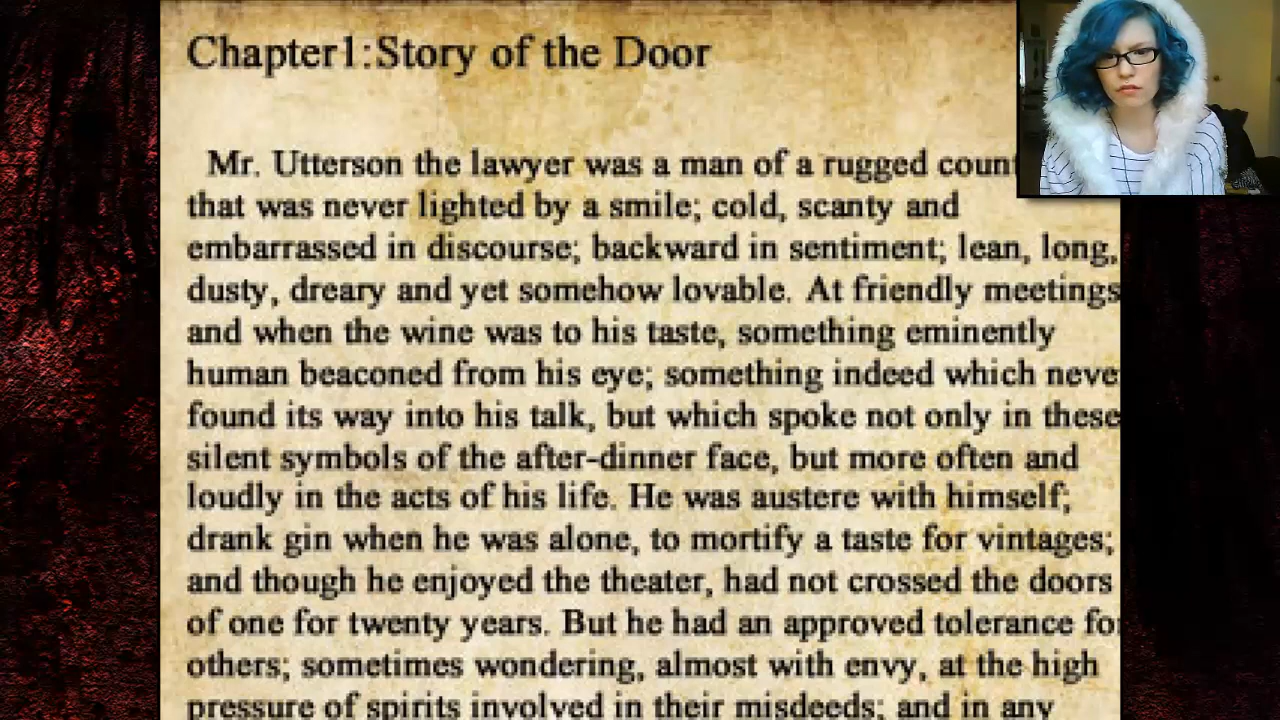 Chapter1:Story of the Door
Mr. Utterson the lawyer was a man of a rugged
that was never lighted by a smile; cold, scanty and
embarrassed in discourse; backward in sentiment; lean, long,
dusty, dreary and yet somehow lovable. At friendly meetings
and when the wine was to his taste, something eminently
human beaconed from his eye; something indeed which neve
found its way into his talk, but which spoke not only in these
silent symbols of the after-dinner face, but more often and
loudly in the acts of his life. He was austere with himself;
drank gin when he was alone, to mortify a taste for vintages;
and though he enjoyed the theater, had not crossed the doors
of one for twenty years. But he had an approved tolerance for
others; sometimes wondering, almost with envy, at the high
pressure of spirits involved in their misdeeds; and in any